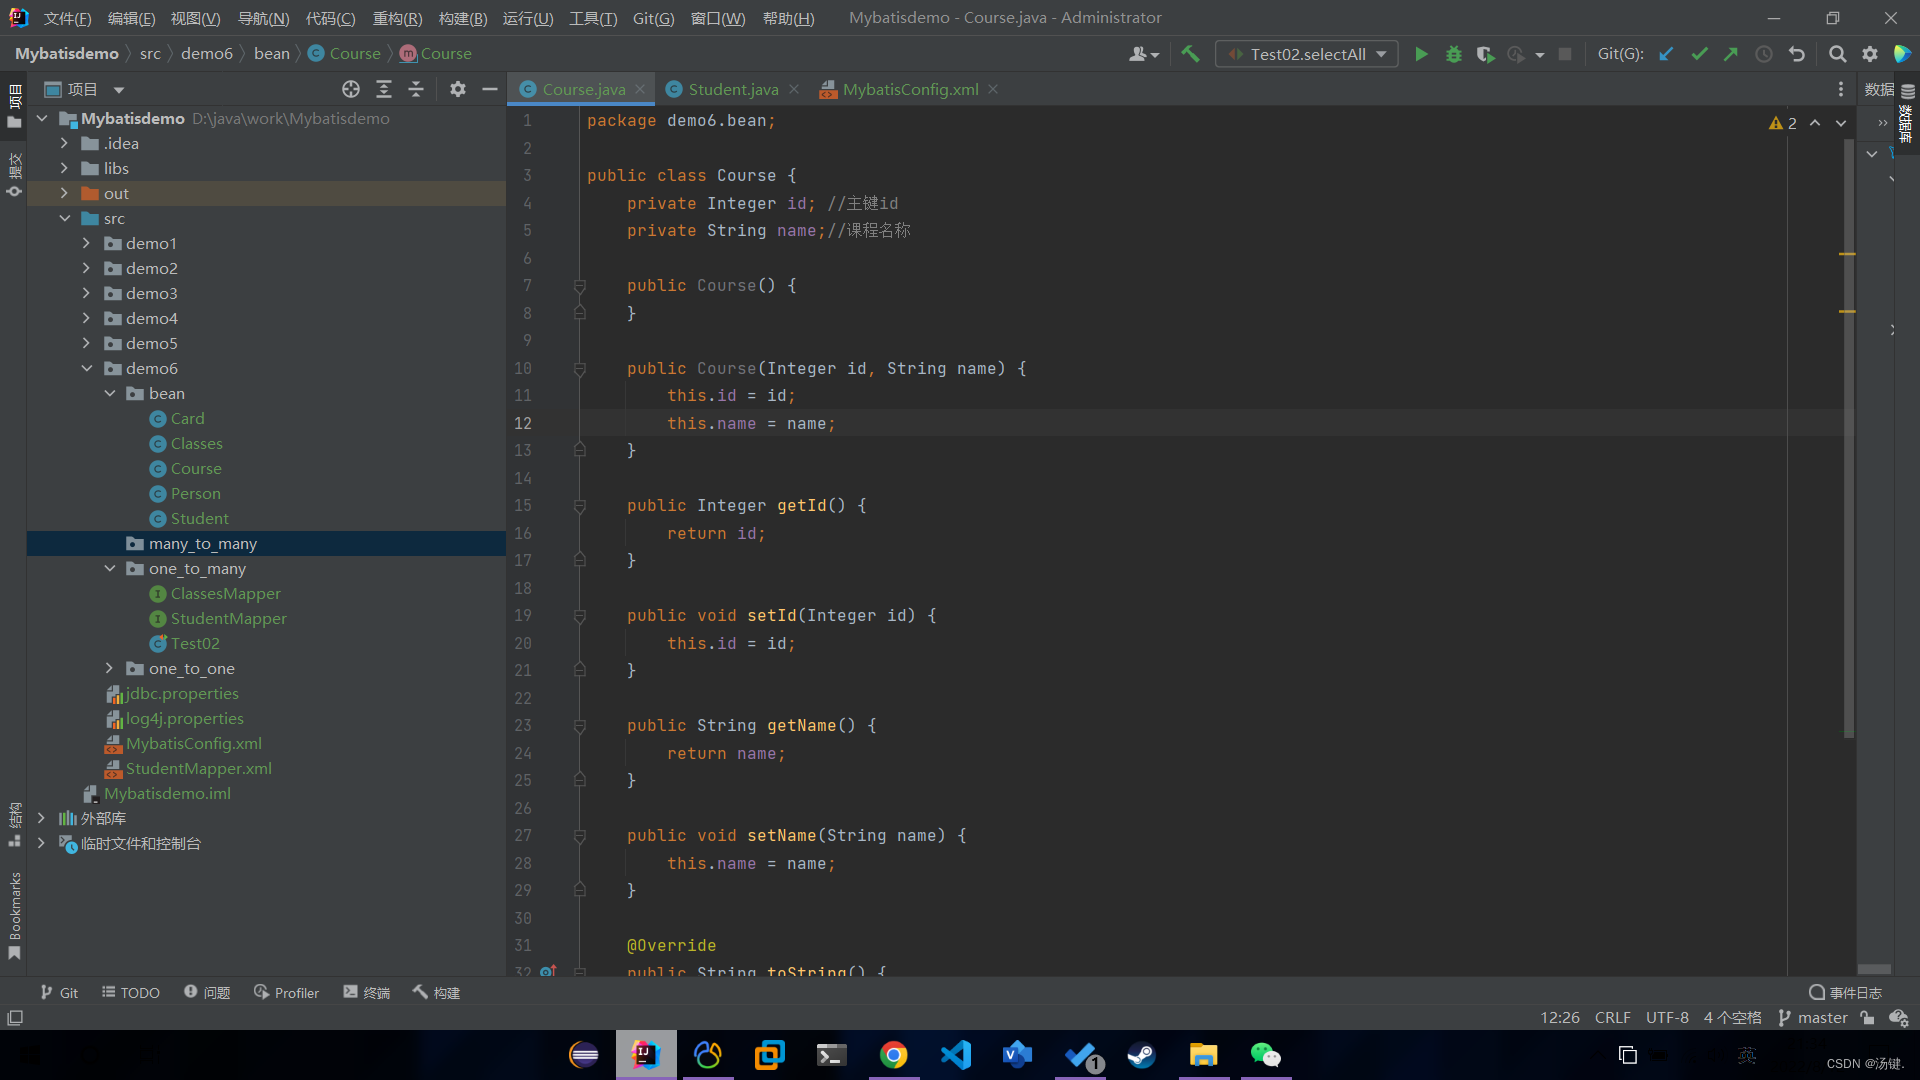 文件(F) 编辑(E) 视图(V) 导航(N) 代码(C) 重构(R) 构建(B) 运行(U) 工具(T) Git(G) 窗口(W) 帮助(H) Mybatisdemo - Course.java - Administrator
Mybatisdemo src demo6 bean Course Course
Test02.selectAll
Git(G):
项目
Course.java
Student.java
MybatisConfig.xml
数据
项目
提交
结构
Bookmarks
数据库
Mybatisdemo D:\java\work\Mybatisdemo
.idea
libs
out
src
demo1
demo2
demo3
demo4
demo5
demo6
bean
Card
Classes
Course
Person
Student
many_to_many
one_to_many
ClassesMapper
StudentMapper
Test02
one_to_one
jdbc.properties
log4j.properties
MybatisConfig.xml
StudentMapper.xml
Mybatisdemo.iml
外部库
临时文件和控制台
2
1 package demo6.bean;
2
3 public class Course {
4 private Integer id; //主键id
5 private String name;//课程名称
6
7 public Course() {
8 }
9
10 public Course(Integer id, String name) {
11 this.id = id;
12 this.name = name;
13 }
14
15 public Integer getId() {
16 return id;
17 }
18
19 public void setId(Integer id) {
20 this.id = id;
21 }
22
23 public String getName() {
24 return name;
25 }
26
27 public void setName(String name) {
28 this.name = name;
29 }
30
31 @Override
32 public String toString() {
Git TODO 问题 Profiler 终端 构建 事件日志
12:26 CRLF UTF-8 4 个空格 master
1
英
CSDN @汤键.